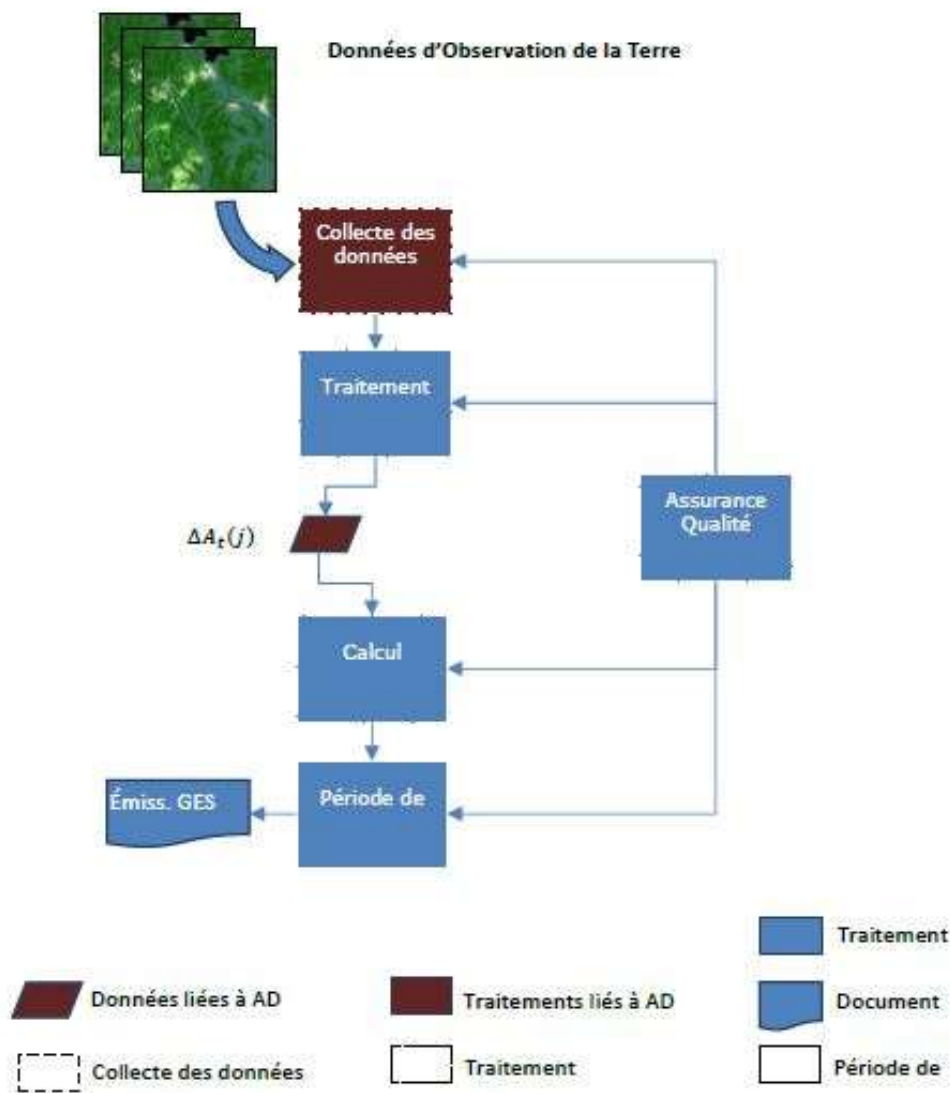 Données d'Observation de la Terre
Collecte des
données
Traitement
Assurance
Qualité
ΔAₜ(j)
Calcul
Période de
Émiss. GES
Traitement
Données liées à AD
Traitements liés à AD
Document
Collecte des données
Traitement
Période de